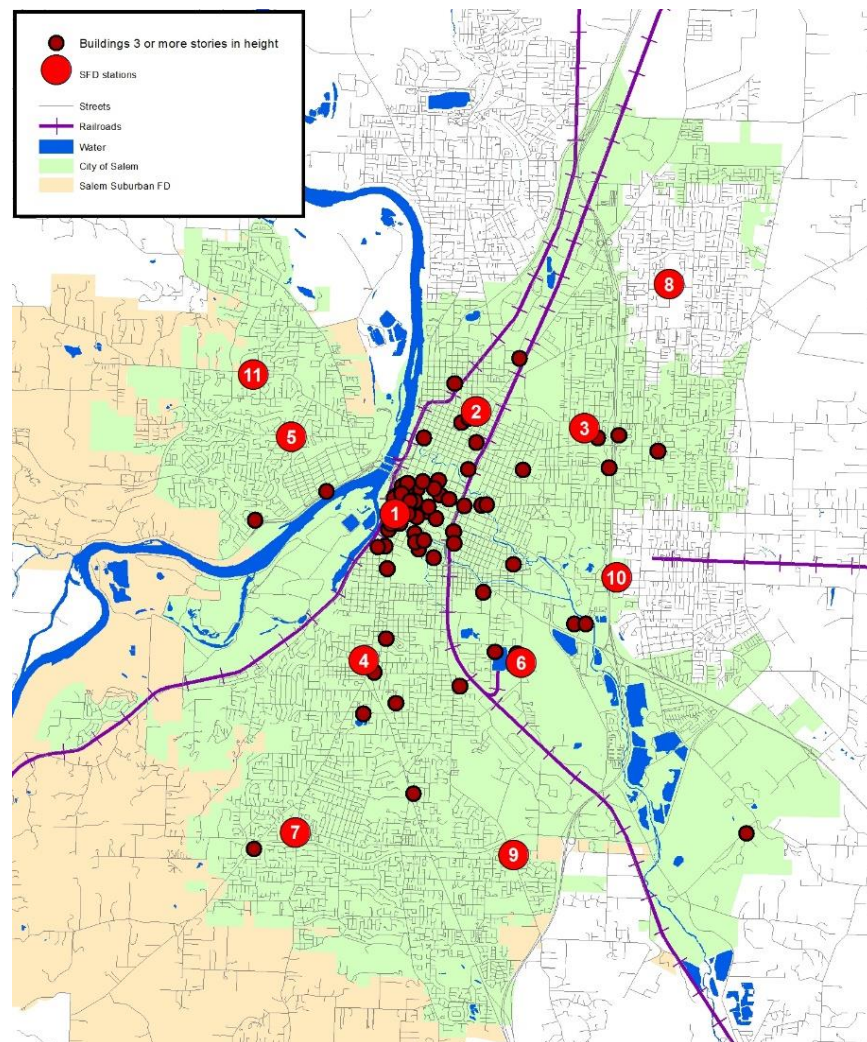 Buildings 3 or more stories in height
SFD stations
Streets
Railroads
Water
City of Salem
Salem Suburban FD
8
11
2
3
5
1
10
4
6
7
9